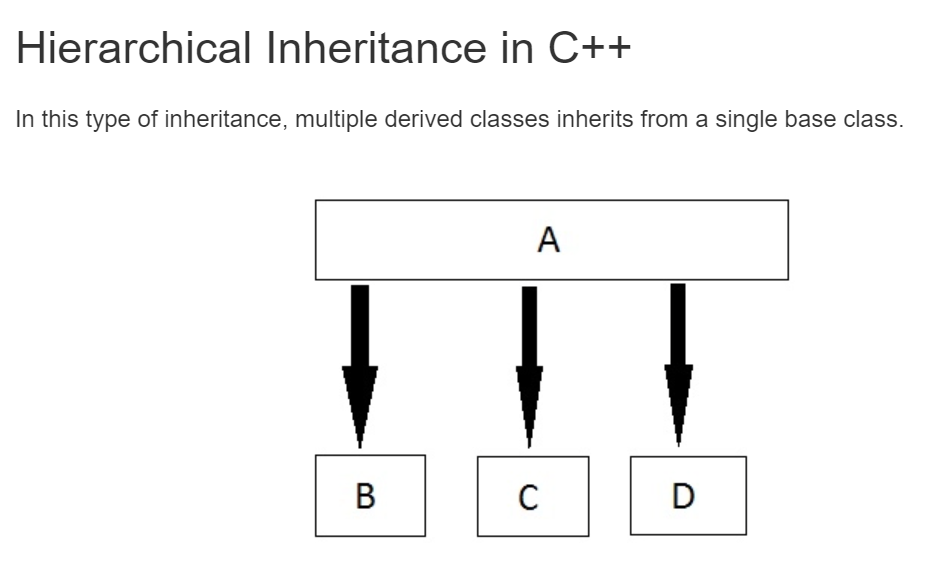 Hierarchical Inheritance in C++
In this type of inheritance, multiple derived classes inherits from a single base class.
A
B
C
D